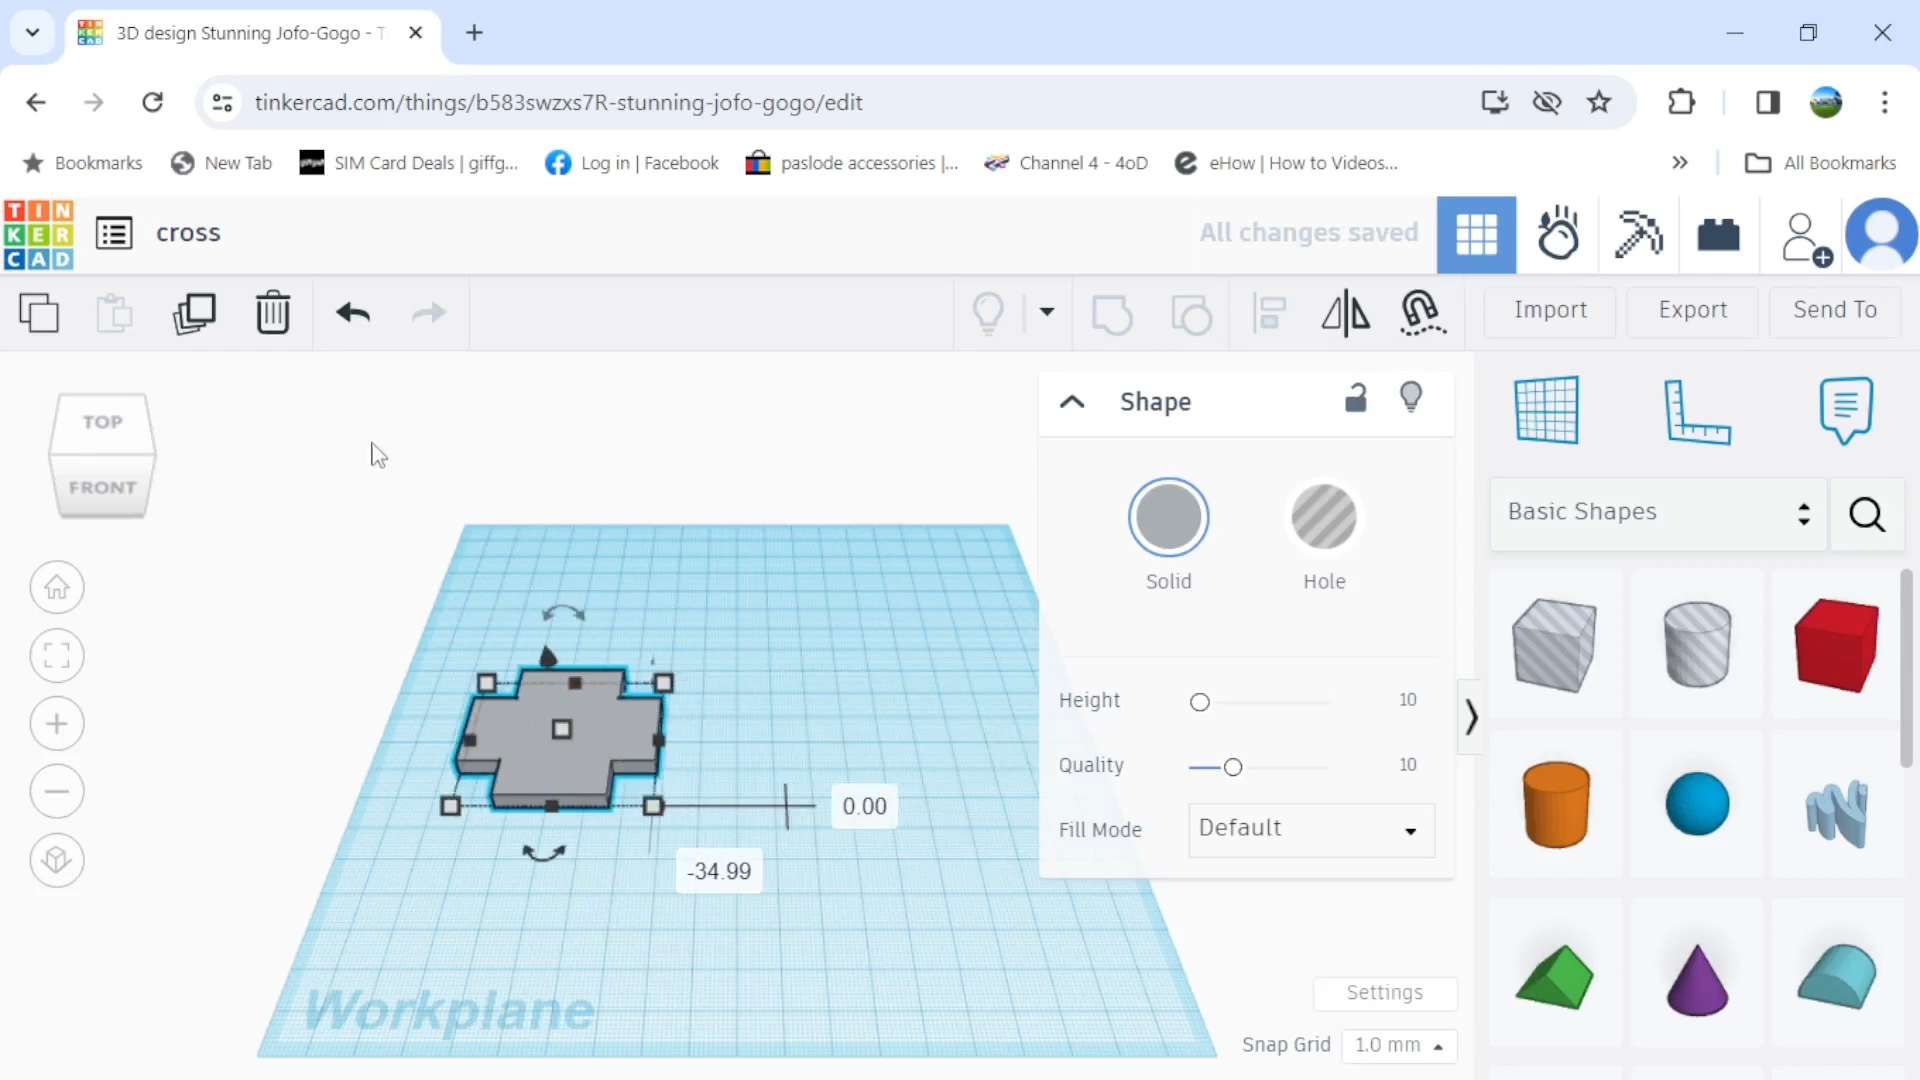 3D design Stunning Jofo-Gogo - T
tinkercad.com/things/b583swzxs7R-stunning-jofo-gogo/edit
Bookmarks
New Tab
giffgaff
SIM Card Deals | giffg...
Log in | Facebook
paslode accessories |...
Channel 4 - 4oD
eHow | How to Videos...
All Bookmarks
TIN
KER
CAD
cross
All changes saved
Import
Export
Send To
TOP
FRONT
Shape
Solid
Hole
Height
10
Quality
10
Fill Mode
Default
0.00
-34.99
Workplane
Settings
Snap Grid
1.0 mm
Basic Shapes